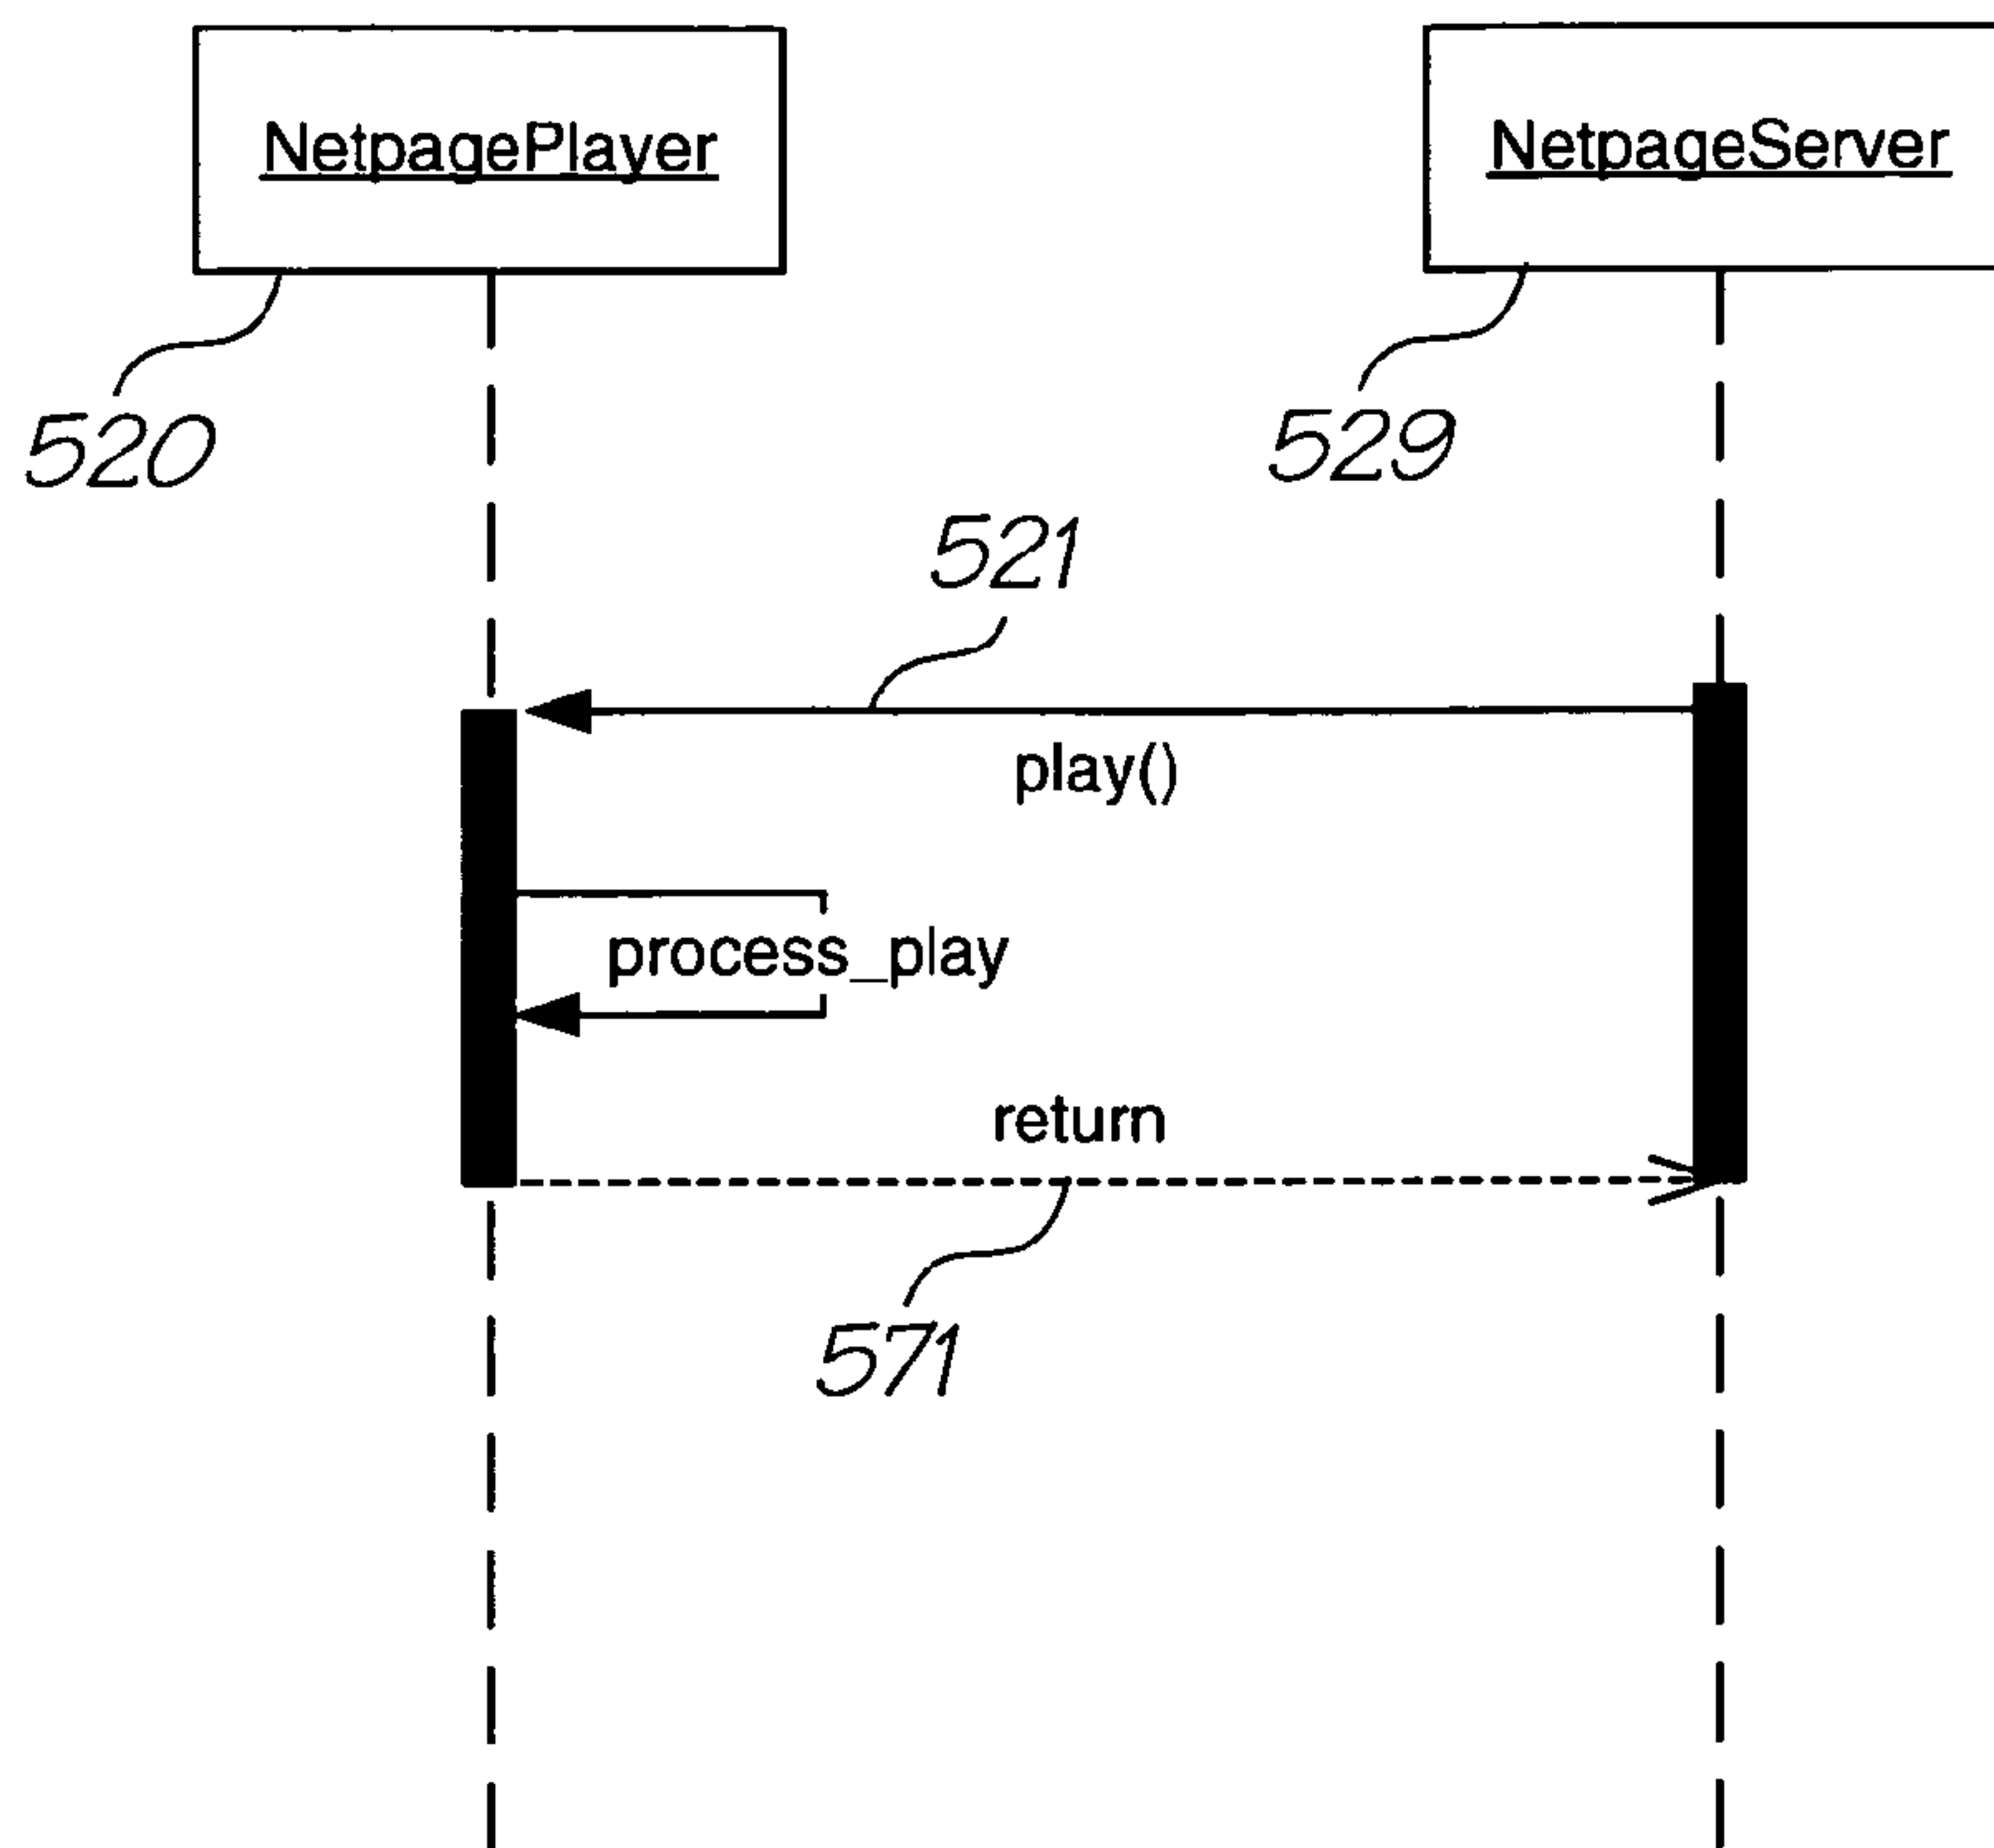 NetpagePlayer
NetpageServer
520
529
521
play()
process_play
return
571